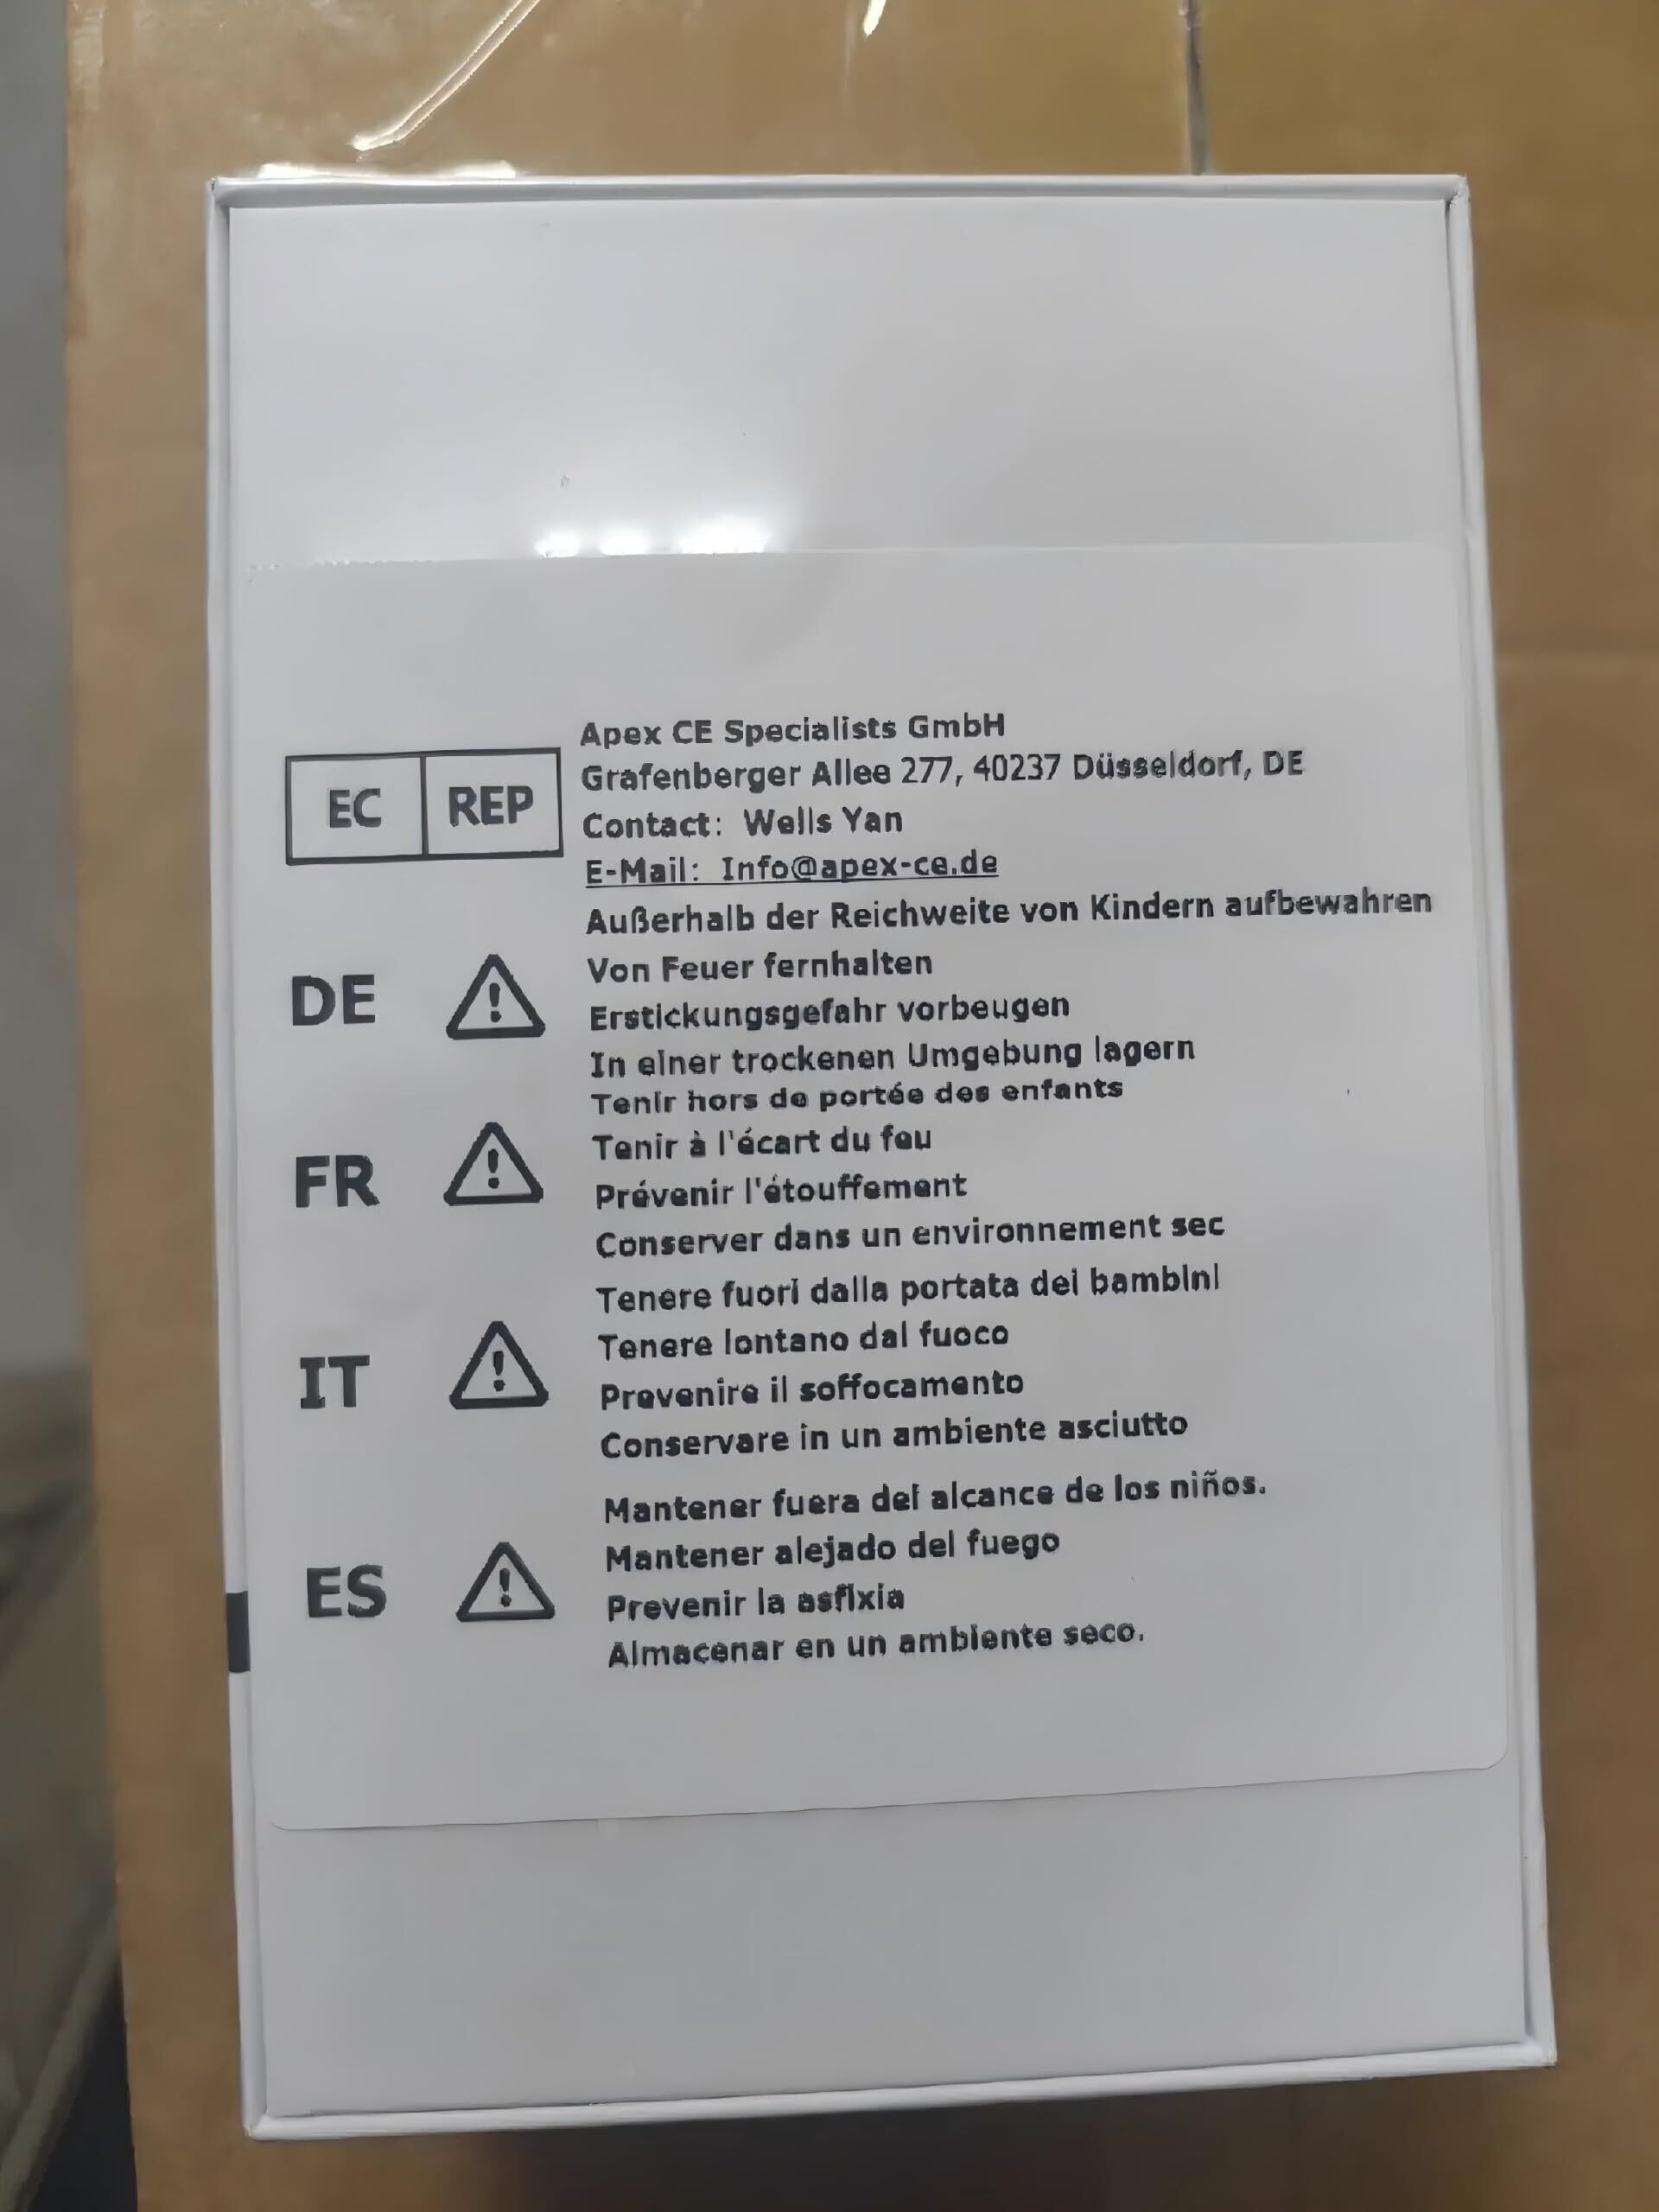 EC REP
Apex CE Specialists GmbH
Grafenberger Allee 277, 40237 Düsseldorf, DE
Contact: Wells Yan
E-Mail: Info@apex-ce.de
DE
Außerhalb der Reichweite von Kindern aufbewahren
Von Feuer fernhalten
Erstickungsgefahr vorbeugen
In einer trockenen Umgebung lagern
FR
Tenir hors de portée des enfants
Tenir à l'écart du feu
Prévenir l'étouffement
Conserver dans un environnement sec
IT
Tenere fuori dalla portata dei bambini
Tenere lontano dal fuoco
Prevenire il soffocamento
Conservare in un ambiente asciutto
ES
Mantener fuera del alcance de los niños.
Mantener alejado del fuego
Prevenir la asfixia
Almacenar en un ambiente seco.